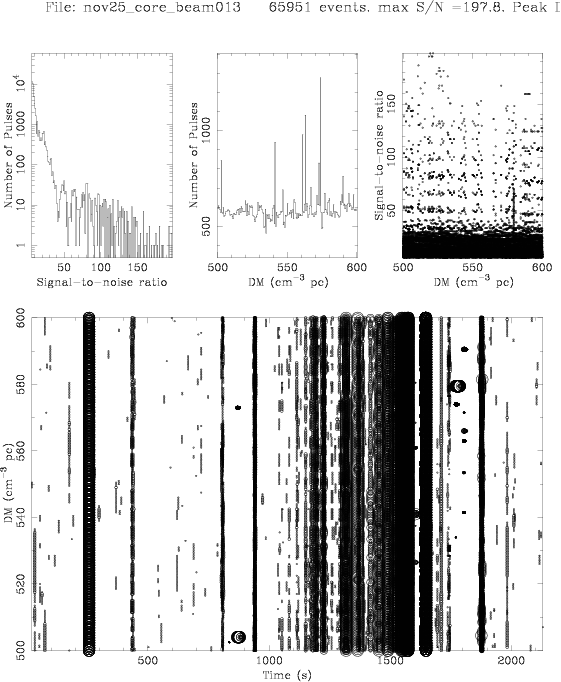 File: nov25_core_beam013 65951 events. max S/N =197.8. Peak
Number of Pulses
1 10 100 1000 10^4
50 100 150
Signal-to-noise ratio
Number of Pulses
500 1000
500 550 600
DM (cm^-3 pc)
Signal-to-noise ratio
50 100 150
500 550 600
DM (cm^-3 pc)
DM (cm^-3 pc)
500 520 540 560 580 600
500 1000 1500 2000
Time (s)